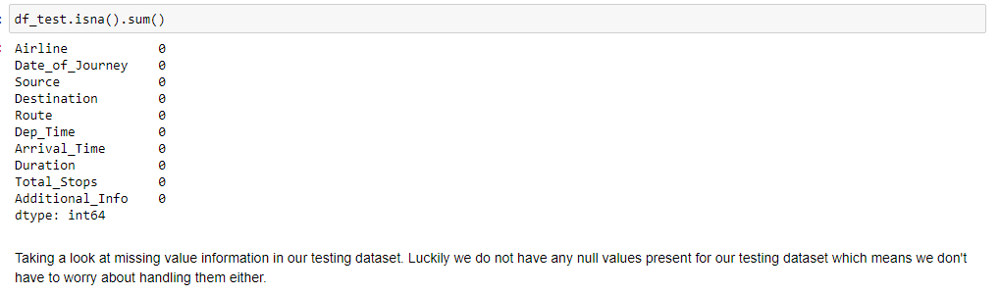 df_test.isna().sum()
Airline 0
Date_of_Journey 0
Source 0
Destination 0
Route 0
Dep_Time 0
Arrival_Time 0
Duration 0
Total_Stops 0
Additional_Info 0
dtype: int64
Taking a look at missing value information in our testing dataset. Luckily we do not have any null values present for our testing dataset which means we don't
have to worry about handling them either.